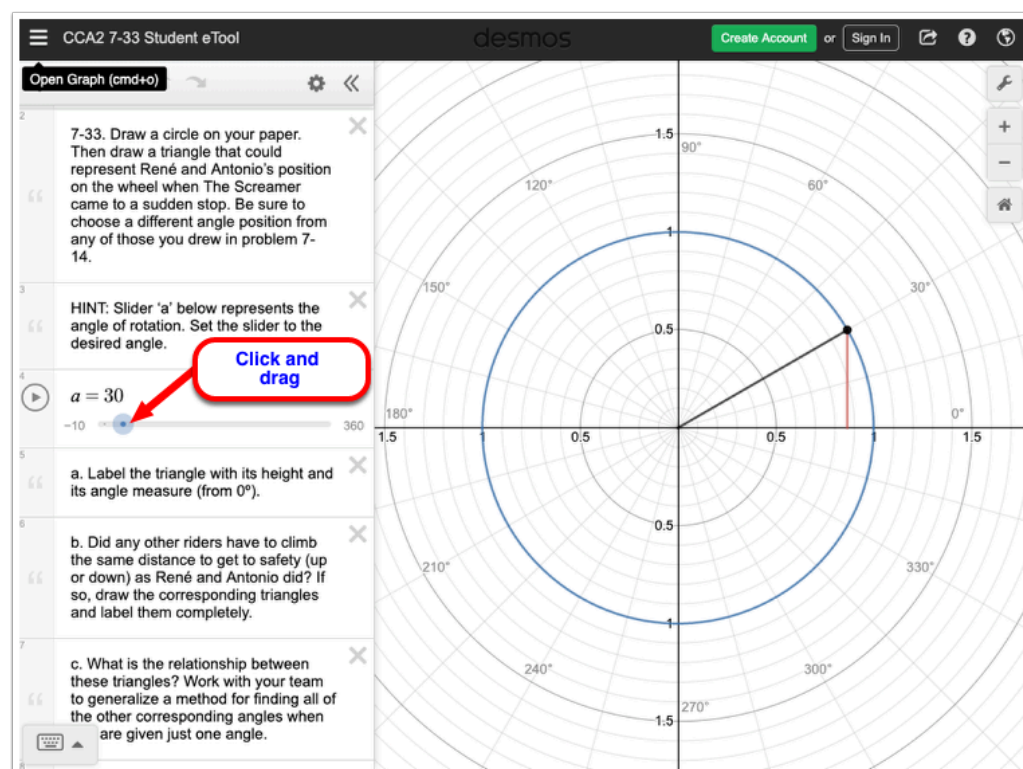 CCA2 7-33 Student eTool
desmos
Create Account or Sign In
Open Graph (cmd+o)
2
7-33. Draw a circle on your paper.
Then draw a triangle that could
represent René and Antonio's position
on the wheel when The Screamer
came to a sudden stop. Be sure to
choose a different angle position from
any of those you drew in problem 7-
14.
3
HINT: Slider 'a' below represents the
angle of rotation. Set the slider to the
desired angle.
Click and
drag
4
a = 30
-10
360
5
a. Label the triangle with its height and
its angle measure (from 0º).
6
b. Did any other riders have to climb
the same distance to get to safety (up
or down) as René and Antonio did? If
so, draw the corresponding triangles
and label them completely.
7
c. What is the relationship between
these triangles? Work with your team
to generalize a method for finding all of
the other corresponding angles when
are given just one angle.
1.5
90°
120°
60°
1
150°
30°
0.5
180°
0°
1.5
1
0.5
0.5
1
1.5
0.5
210°
330°
1
240°
300°
270°
1.5